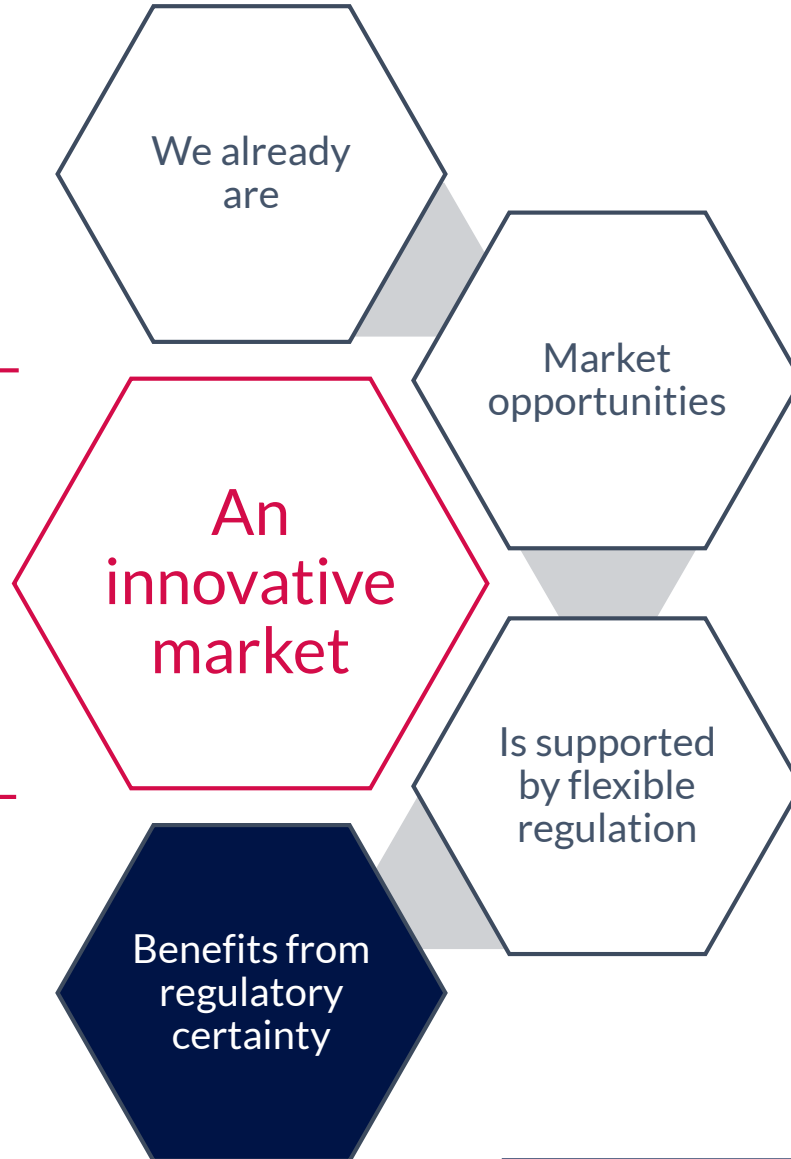 We already
are
Market
opportunities
An
innovative
market
Is supported
by flexible
regulation
Benefits from
regulatory
certainty